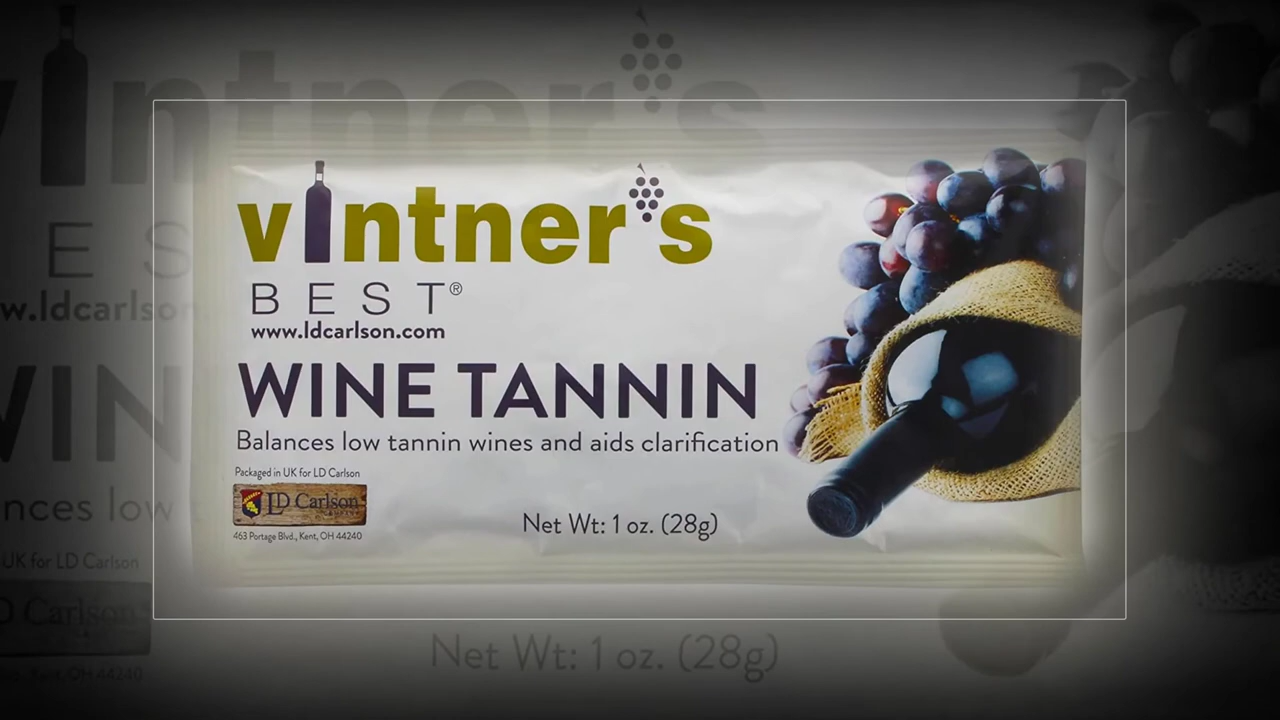 vintner's
BEST®
www.ldcarlson.com
WINE TANNIN
Balances low tannin wines and aids clarification
Packaged in UK for LD Carlson
LD Carlson
COMPANY
463 Portage Blvd., Kent, OH 44240
Net Wt: 1 oz. (28g)